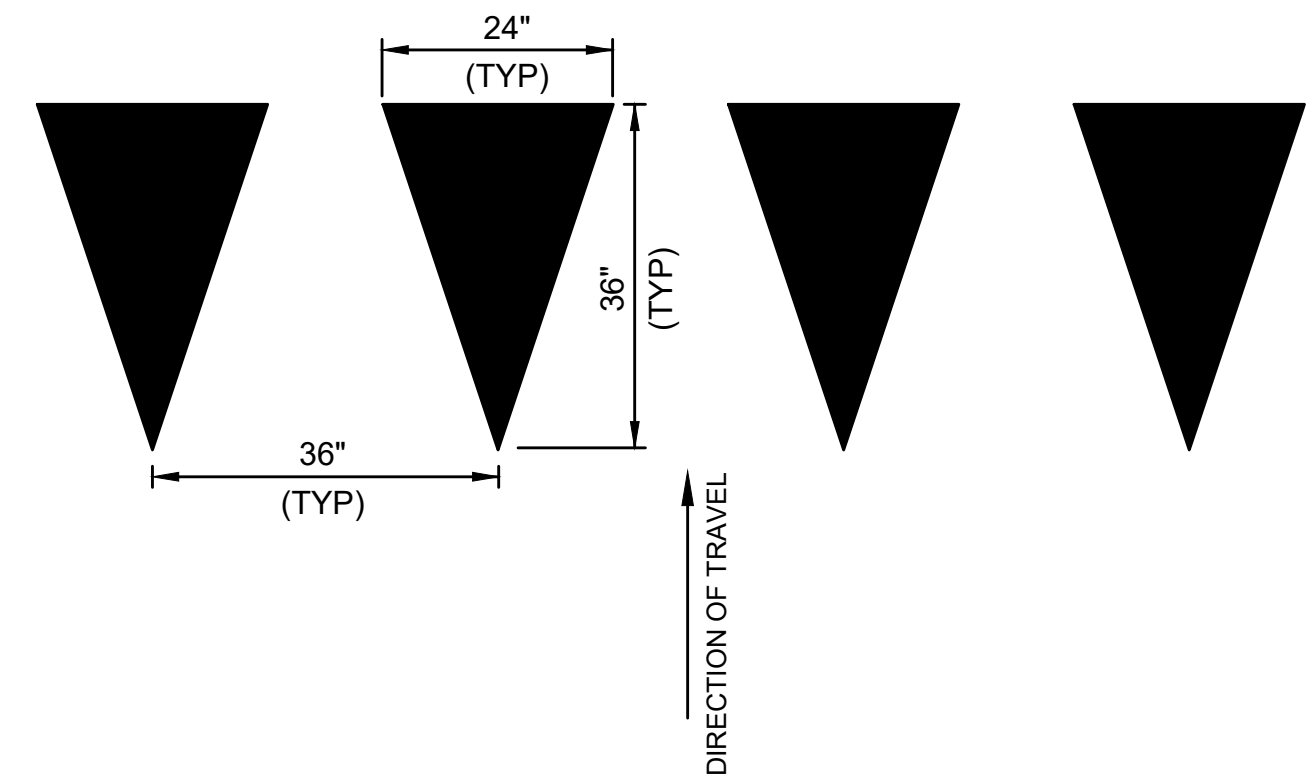 24"
(TYP)
36"
(TYP)
36"
(TYP)
DIRECTION OF TRAVEL